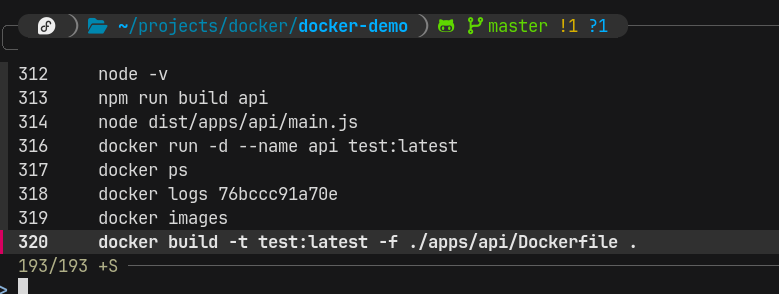 ~/projects/docker/docker-demo master !1 ?1
312 node -v
313 npm run build api
314 node dist/apps/api/main.js
316 docker run -d --name api test:latest
317 docker ps
318 docker logs 76bccc91a70e
319 docker images
320 docker build -t test:latest -f ./apps/api/Dockerfile .
193/193 +S
>